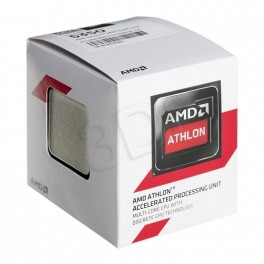 AMD
AMD
ATHLON
AMD ATHLON™
ACCELERATED PROCESSING UNIT
MULTI-CORE CPU WITH
DISCRETE GPU TECHNOLOGY